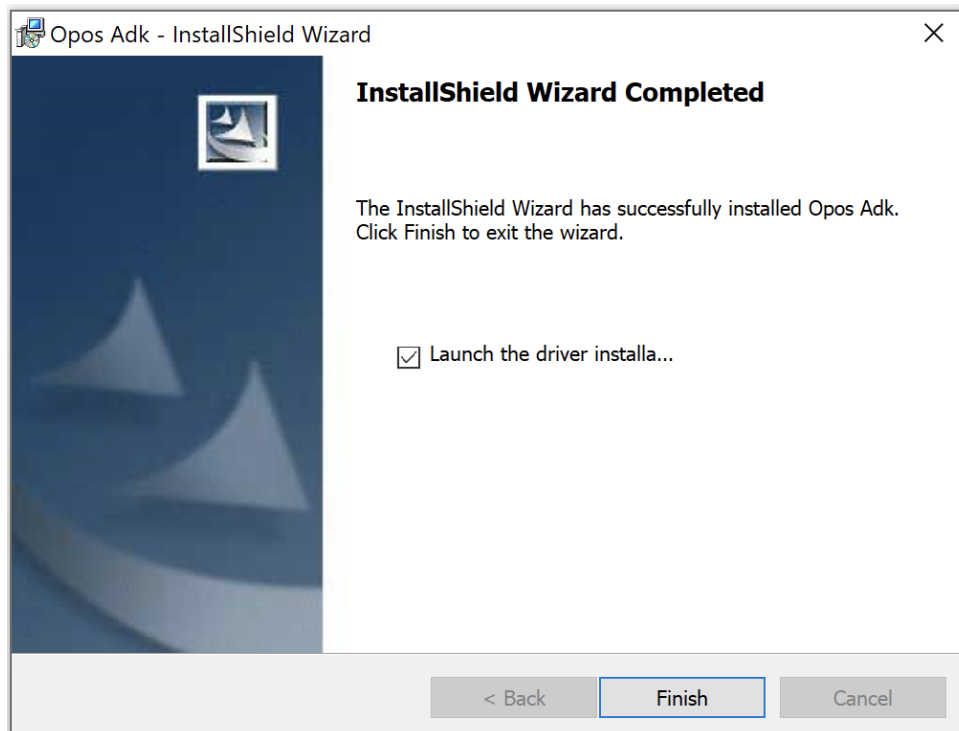 Opos Adk - InstallShield Wizard
InstallShield Wizard Completed
The InstallShield Wizard has successfully installed Opos Adk.
Click Finish to exit the wizard.
Launch the driver installa...
< Back
Finish
Cancel